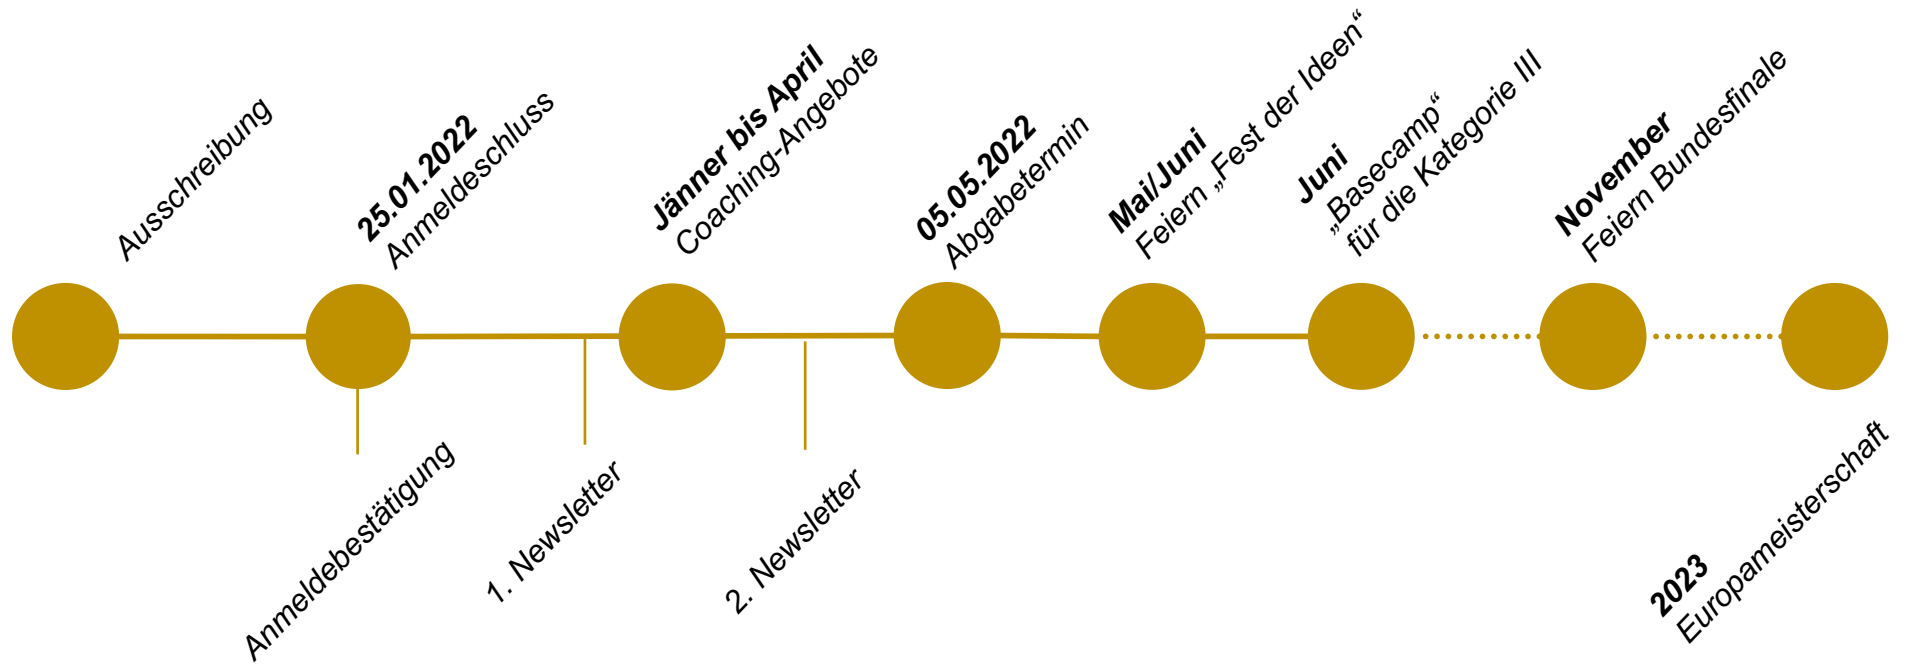 Ausschreibung
25.01.2022
Anmeldeschluss
Jänner bis April
Coaching-Angebote
05.05.2022
Abgabetermin
Mai/Juni
Feiern „Fest der Ideen“
Juni
„Basecamp“
für die Kategorie III
November
Feiern Bundesfinale
Anmeldebestätigung
1. Newsletter
2. Newsletter
2023
Europameisterschaft